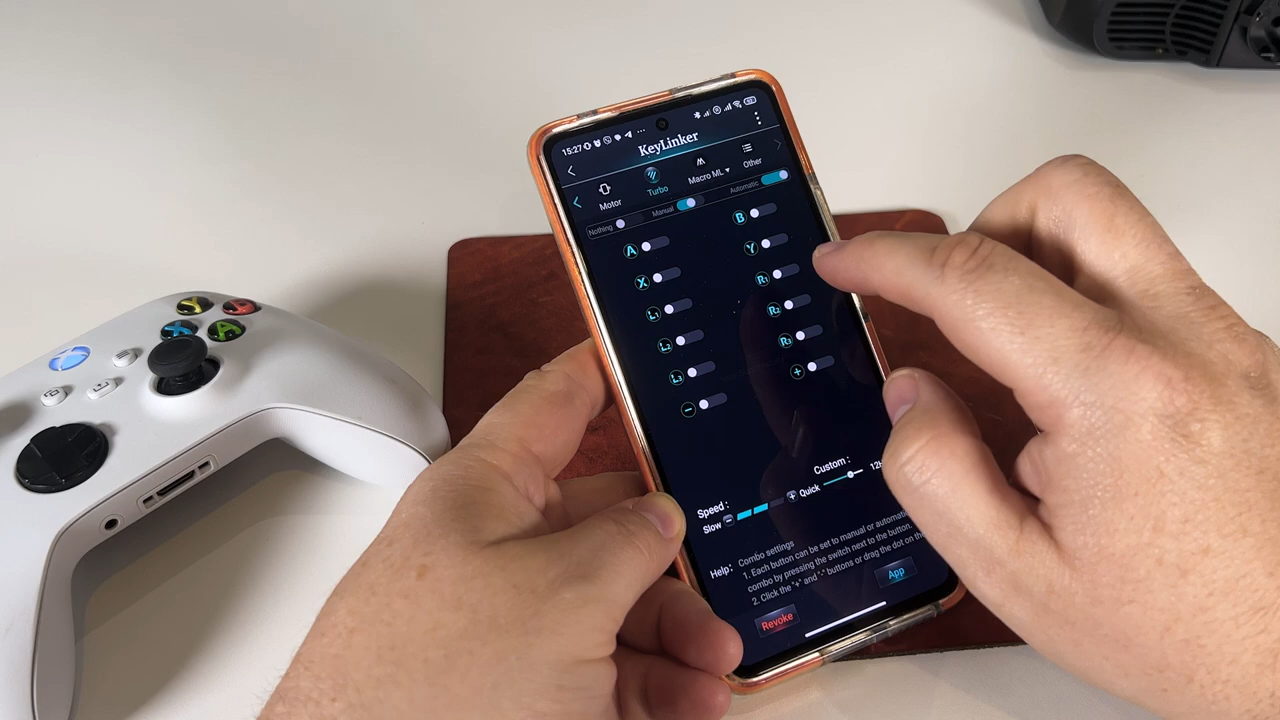 15:27
KeyLinker
Motor
Turbo
Macro ML ▾
Other
Nothing
Manual
Automatic
A
B
X
Y
L1
R1
L2
R2
L3
R3
-
+
Custom :
Speed :
Slow
Quick
Help:
Combo settings
1. Each button can be set to manual or automatic
combo by pressing the switch next to the button.
2. Click the "+" and "-" buttons or drag the dot on the
Revoke
App
Y
B
X
A